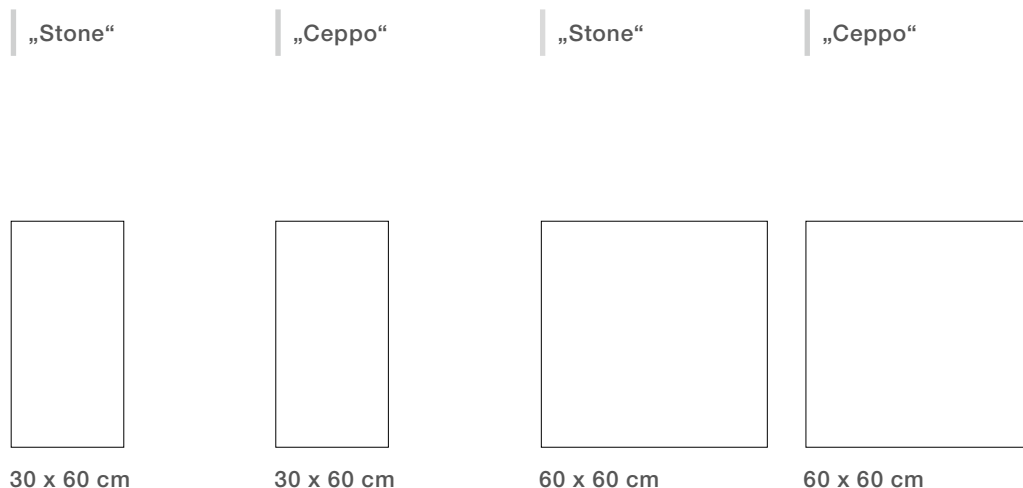 „Stone“
„Ceppo“
„Stone“
„Ceppo“
30 x 60 cm
30 x 60 cm
60 x 60 cm
60 x 60 cm